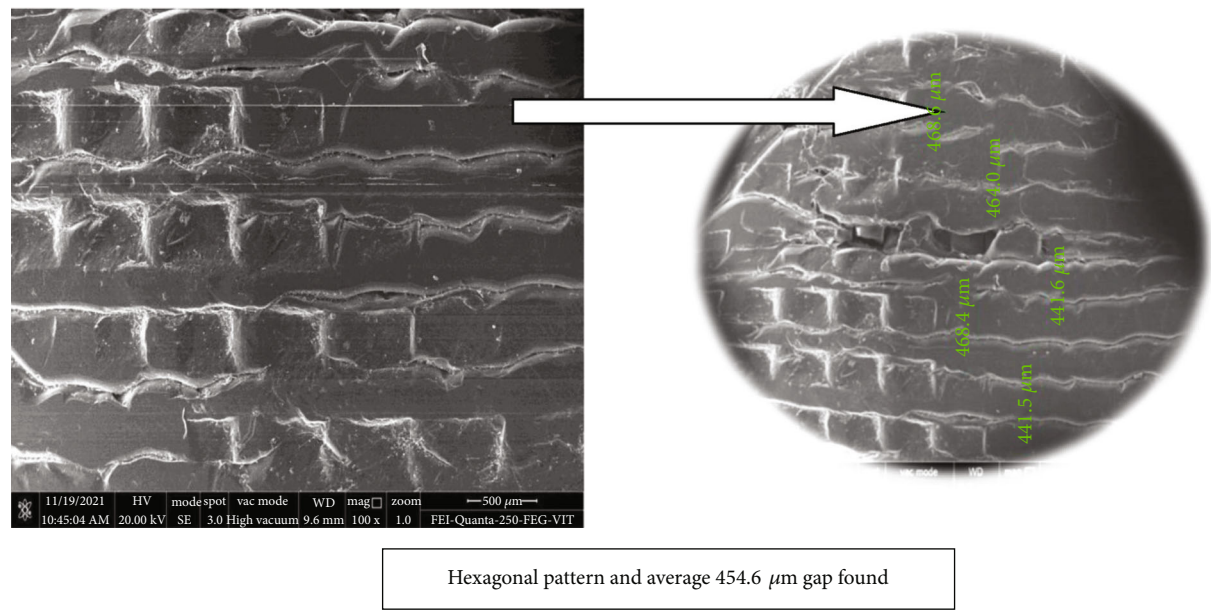 468.6 µm
464.0 µm
441.6 µm
468.4 µm
441.5 µm
11/19/2021 HV mode spot vac mode WD mag zoom 500 µm
10:45:04 AM 20.00 kV SE 3.0 High vacuum 9.6 mm 100 x 1.0 FEI-Quanta-250-FEG-VIT
vac mode WD
Hexagonal pattern and average 454.6 µm gap found